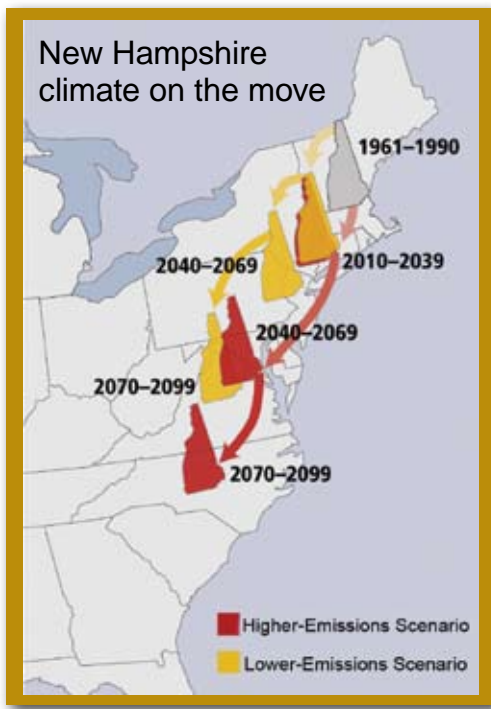 New Hampshire
climate on the move
1961–1990
2040–2069
2010–2039
2040–2069
2070–2099
2070–2099
Higher-Emissions Scenario
Lower-Emissions Scenario